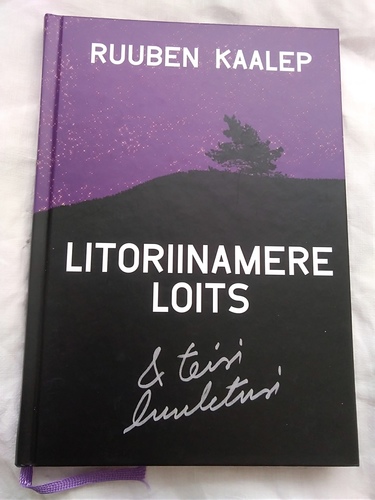 RUUBEN KAALEP
LITORIINAMERE
LOITS
& teisi
luuletusi